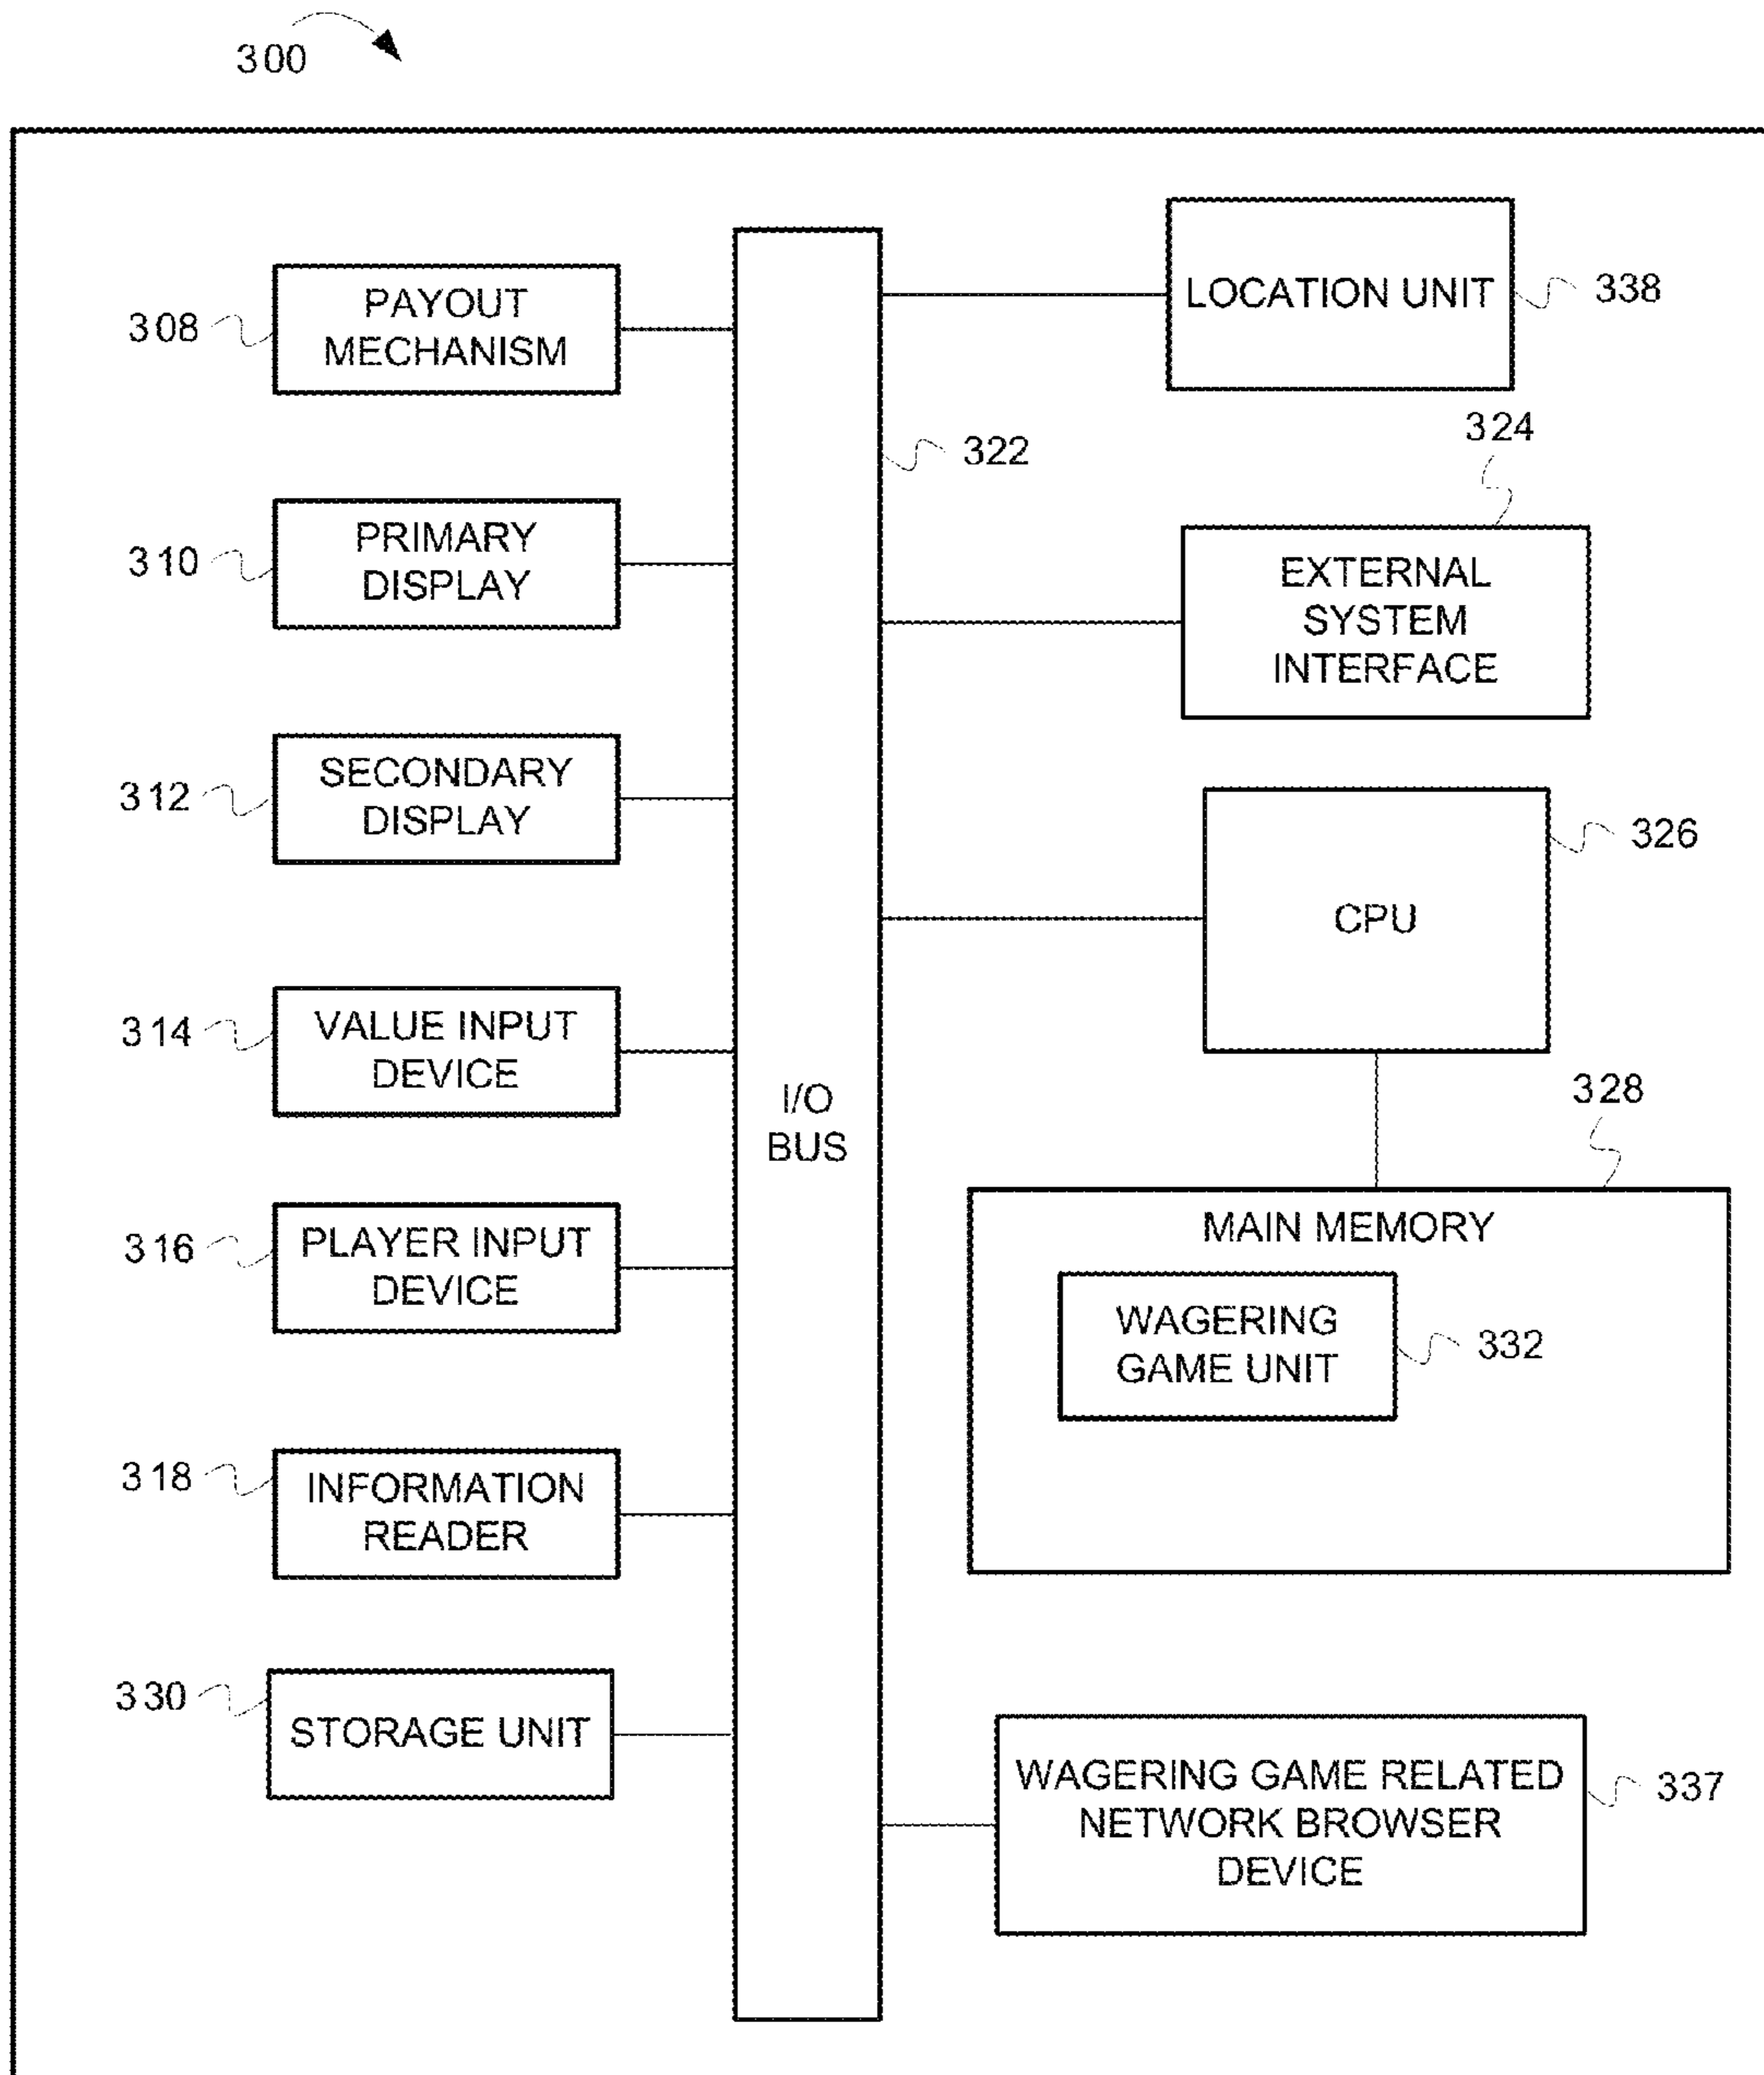 300
308
PAYOUT
MECHANISM
310
PRIMARY
DISPLAY
312
SECONDARY
DISPLAY
314
VALUE INPUT
DEVICE
316
PLAYER INPUT
DEVICE
318
INFORMATION
READER
330
STORAGE UNIT
I/O
BUS
322
LOCATION UNIT
338
324
EXTERNAL
SYSTEM
INTERFACE
326
CPU
328
MAIN MEMORY
WAGERING
GAME UNIT
332
WAGERING GAME RELATED
NETWORK BROWSER
DEVICE
337